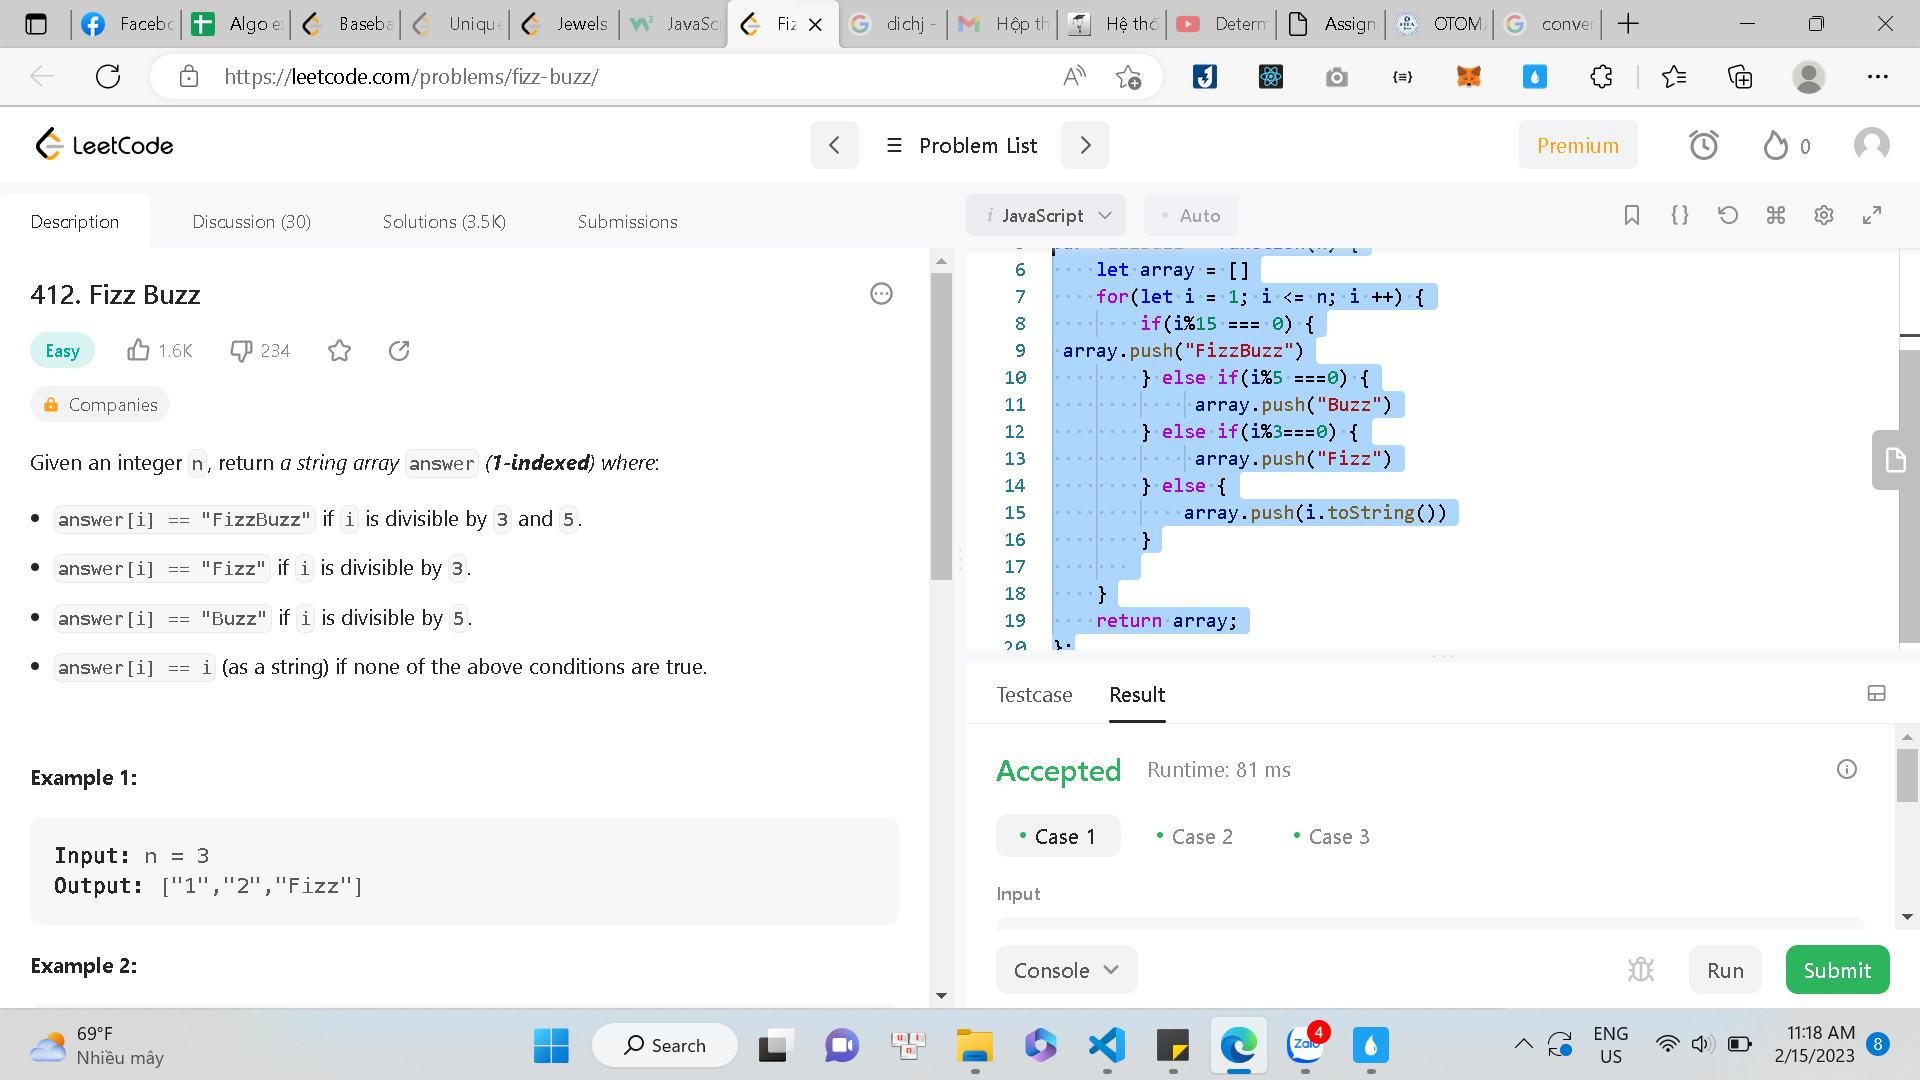 Facebo
Algo ex
Baseba
Unique
Jewels
JavaScr
Fiz
dichj -
Hộp th
Hệ thố
Determ
Assign
OTOM
conver
https://leetcode.com/problems/fizz-buzz/
LeetCode
Problem List
Premium
0
Description
Discussion (30)
Solutions (3.5K)
Submissions
i JavaScript
• Auto
412. Fizz Buzz
Easy
1.6K
234
Companies
Given an integer n, return a string array answer (1-indexed) where:
• answer[i] == "FizzBuzz" if i is divisible by 3 and 5.
• answer[i] == "Fizz" if i is divisible by 3.
• answer[i] == "Buzz" if i is divisible by 5.
• answer[i] == i (as a string) if none of the above conditions are true.
Example 1:
Input: n = 3
Output: ["1","2","Fizz"]
Example 2:
6 let array = []
7 for(let i = 1; i <= n; i ++) {
8 if(i%15 === 0) {
9 array.push("FizzBuzz")
10 } else if(i%5 ===0) {
11 array.push("Buzz")
12 } else if(i%3===0) {
13 array.push("Fizz")
14 } else {
15 array.push(i.toString())
16 }
17
18 }
19 return array;
20 };
Testcase
Result
Accepted
Runtime: 81 ms
• Case 1
• Case 2
• Case 3
Input
Console
Run
Submit
69°F
Nhiều mây
Search
Zalo
4
ENG
US
11:18 AM
2/15/2023
8